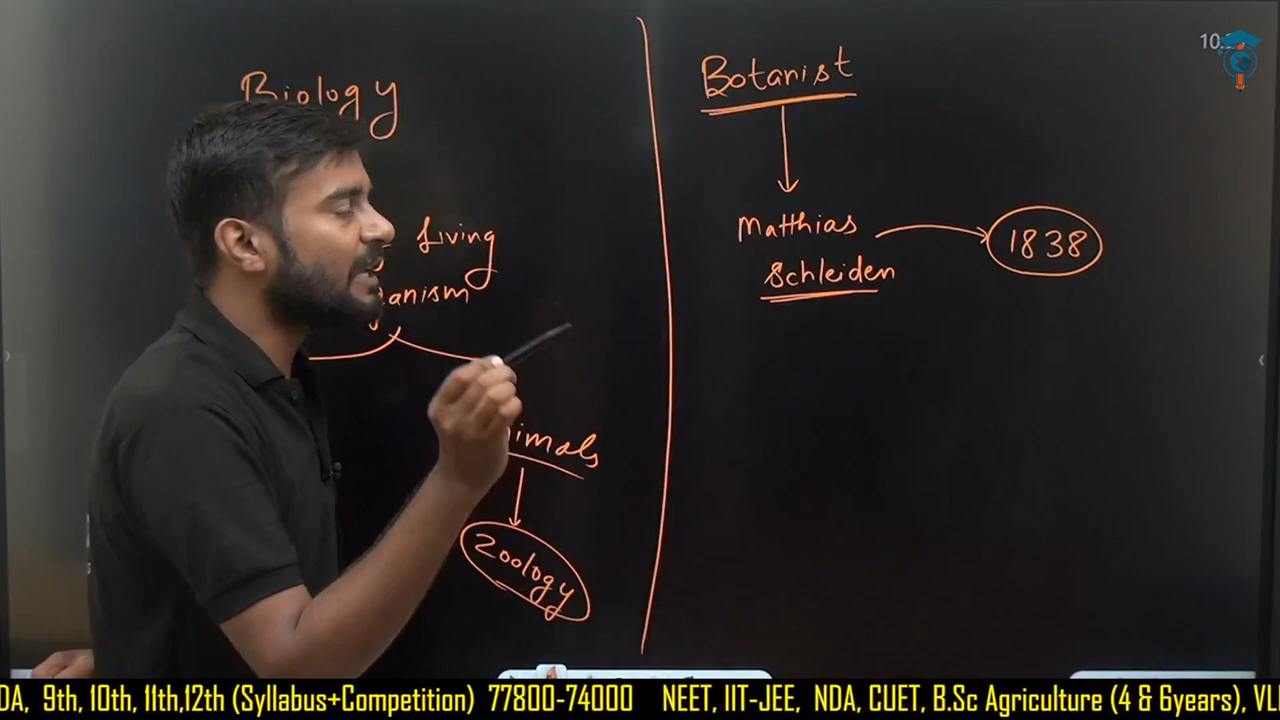 Biology
Living
anism
imals
Zoology
Botanist
Matthias
Schleiden
1838
DA, 9th, 10th, 11th,12th (Syllabus+Competition) 77800-74000 NEET, IIT-JEE, NDA, CUET, B.Sc Agriculture (4 & 6years), VL